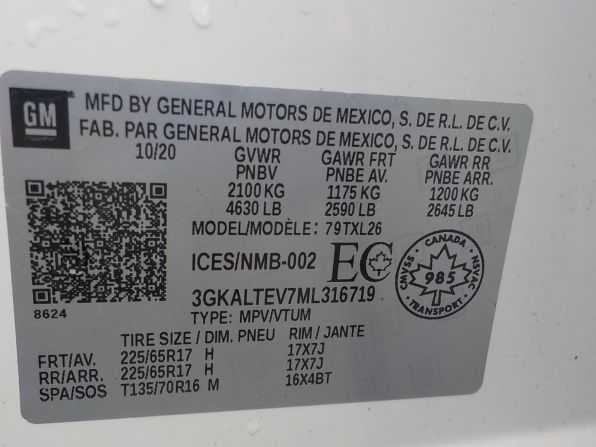 GM
MFD BY GENERAL MOTORS DE MEXICO, S. DE R.L. DE C.V.
FAB. PAR GENERAL MOTORS DE MEXICO, S. DE R.L. DE C.V.
10/20 GVWR GAWR FRT GAWR RR
PNBV PNBE AV. PNBE ARR.
2100 KG 1175 KG 1200 KG
4630 LB 2590 LB 2645 LB
MODEL/MODÈLE: 79TXL26
ICES/NMB-002 EC
CANADA
CMVSS 985 NSVAC
TRANSPORT
3GKALTEV7ML316719
8624
TYPE: MPV/VTUM
TIRE SIZE / DIM. PNEU RIM / JANTE
FRT/AV. 225/65R17 H 17X7J
RR/ARR. 225/65R17 H 17X7J
SPA/SOS T135/70R16 M 16X4BT